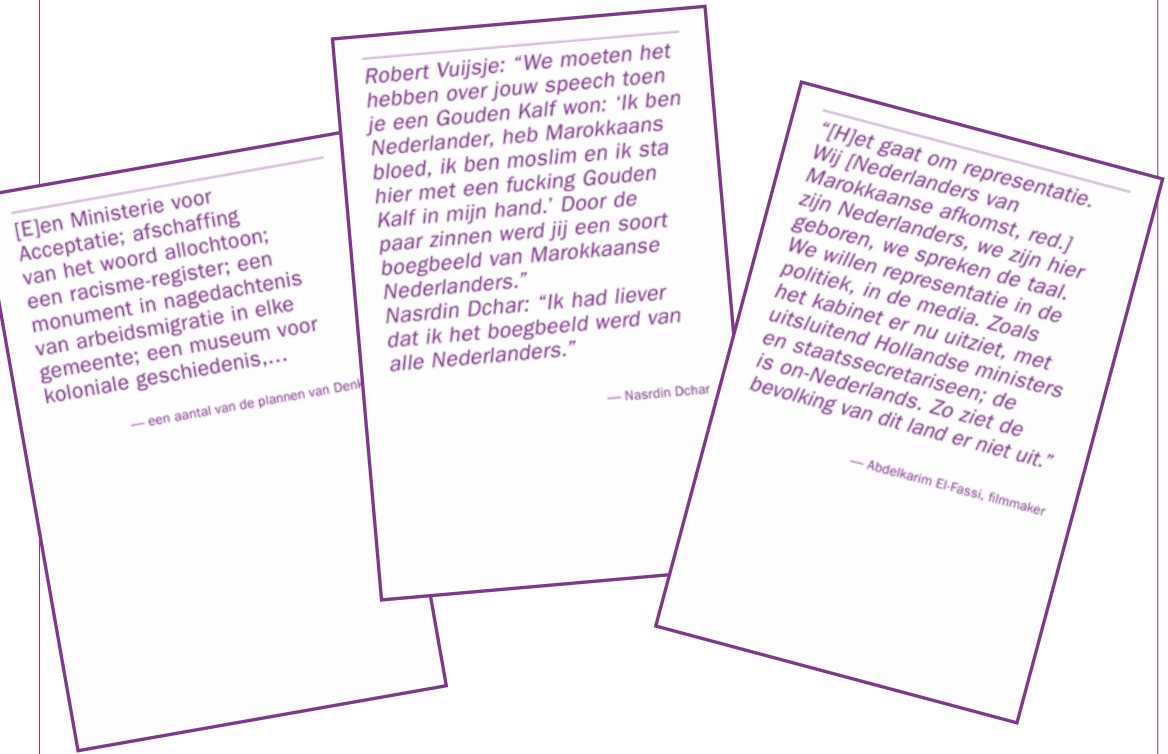 [E]en Ministerie voor
Acceptatie; afschaffing
van het woord allochtoon;
een racisme-register; een
monument in nagedachtenis
van arbeidsmigratie in elke
gemeente; een museum voor
koloniale geschiedenis,...
— een aantal van de plannen van Denk
Robert Vuijsje: “We moeten het
hebben over jouw speech toen
je een Gouden Kalf won: ‘Ik ben
Nederlander, heb Marokkaans
bloed, ik ben moslim en ik sta
hier met een fucking Gouden
Kalf in mijn hand.’ Door de
paar zinnen werd jij een soort
boegbeeld van Marokkaanse
Nederlanders.”
Nasrdin Dchar: “Ik had liever
dat ik het boegbeeld werd van
alle Nederlanders.”
— Nasrdin Dchar
“[H]et gaat om representatie.
Wij [Nederlanders van
Marokkaanse afkomst, red.]
zijn Nederlanders, we zijn hier
geboren, we spreken de taal.
We willen representatie in de
politiek, in de media. Zoals
het kabinet er nu uitziet, met
uitsluitend Hollandse ministers
en staatssecretariseen; de
is on-Nederlands. Zo ziet de
bevolking van dit land er niet uit.”
— Abdelkarim El-Fassi, filmmaker